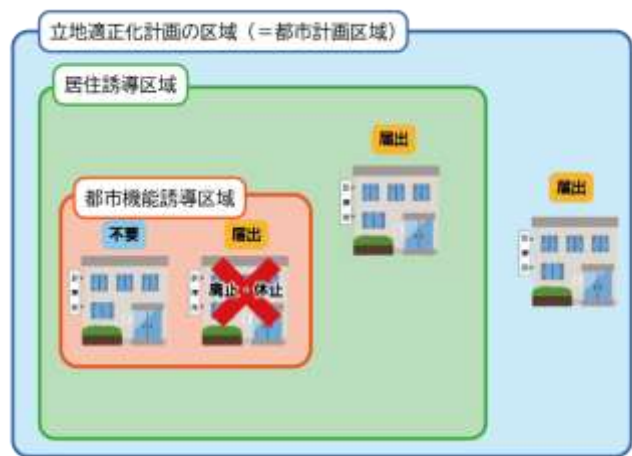 立地適正化計画の区域（＝都市計画区域）
居住誘導区域
届出
届出
都市機能誘導区域
不要
届出
廃止・休止